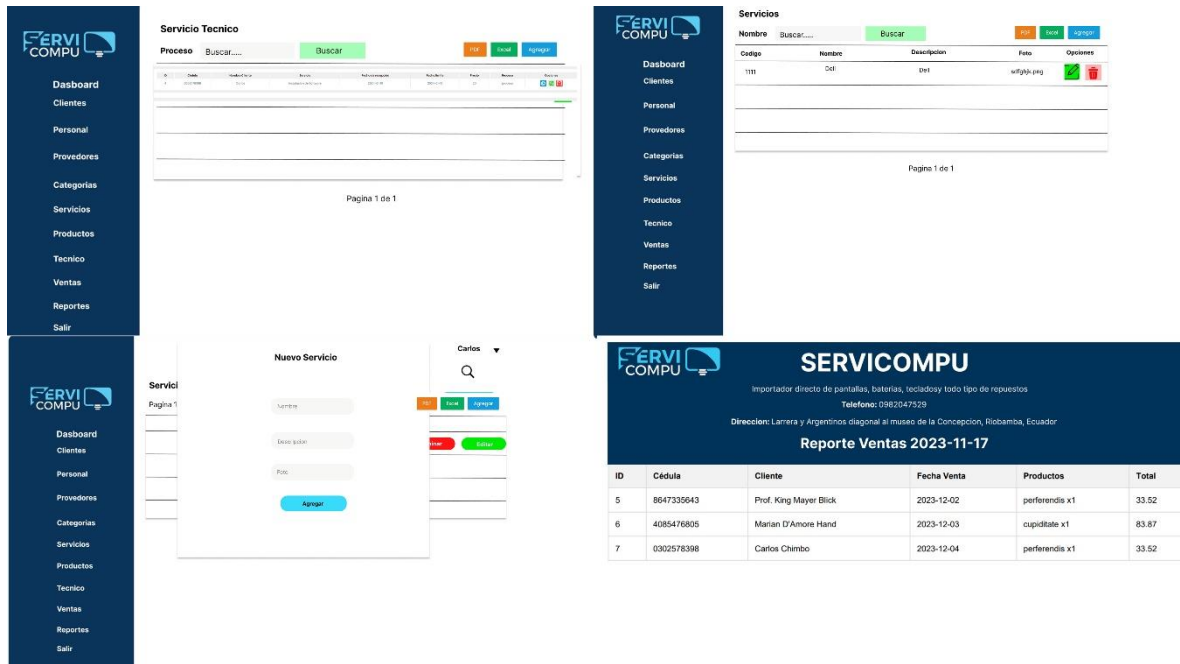 SERVI
COMPU
Dasboard
Clientes
Personal
Provedores
Categorias
Servicios
Productos
Tecnico
Ventas
Reportes
Salir
Servicio Tecnico
Proceso Buscar..... Buscar PDF Excel Agregar
Pagina 1 de 1
SERVI
COMPU
Dasboard
Clientes
Personal
Provedores
Categorias
Servicios
Productos
Tecnico
Ventas
Reportes
Salir
Servicios
Nombre Buscar..... Buscar PDF Excel Agregar
Codigo Nombre Descripcion Foto Opciones
1111 Dell Dell
Pagina 1 de 1
SERVI
COMPU
Dasboard
Clientes
Personal
Provedores
Categorias
Servicios
Productos
Tecnico
Ventas
Reportes
Salir
Servici
Pagina 1
Nuevo Servicio
Nombre
Descripcion
Foto
Agregar
Carlos
PDF Excel Agregar
Editar
SERVI
COMPU
SERVICOMPU
Importador directo de pantallas, baterias, tecladosy todo tipo de repuestos
Telefono: 0982047529
Direccion: Larrera y Argentinos diagonal al museo de la Concepcion, Riobamba, Ecuador
Reporte Ventas 2023-11-17
ID Cédula Cliente Fecha Venta Productos Total
5 8647335643 Prof. King Mayer Blick 2023-12-02 perferendis x1 33.52
6 4085476805 Marian D'Amore Hand 2023-12-03 cupiditate x1 83.87
7 0302578398 Carlos Chimbo 2023-12-04 perferendis x1 33.52